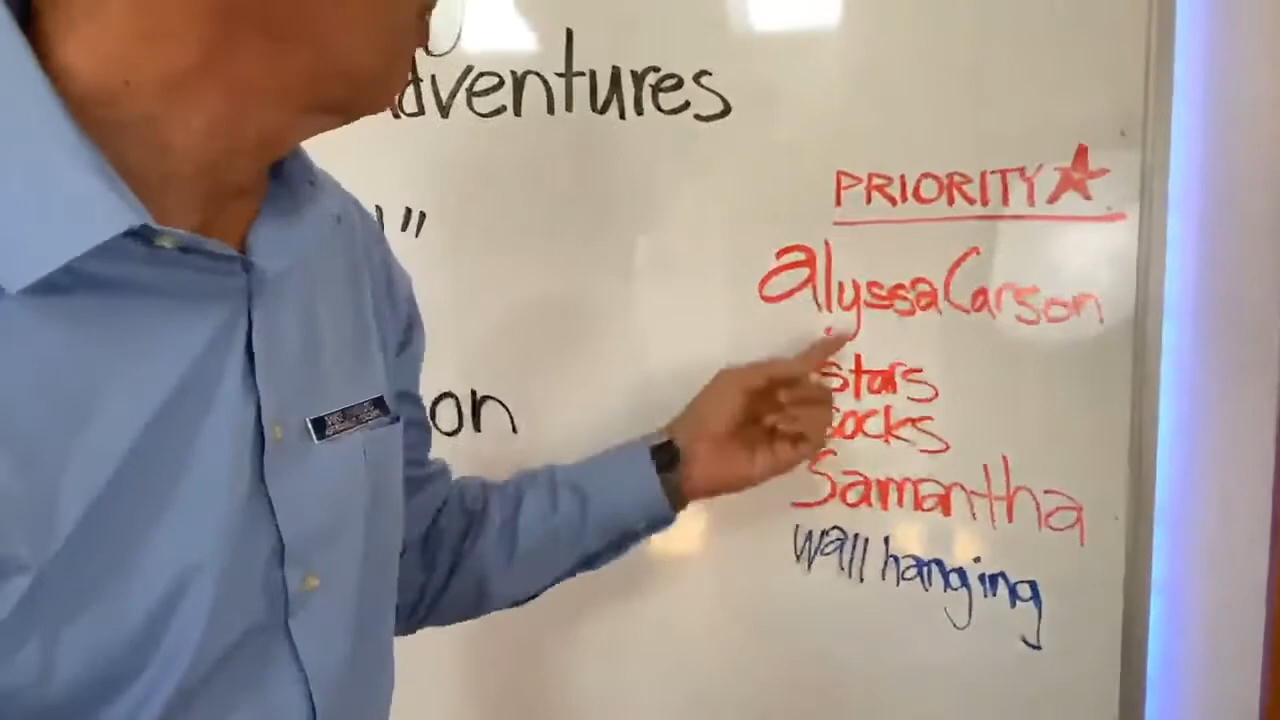 dventures
PRIORITY
"
on
alyssa Carson
stars
socks
Samantha
wall hanging